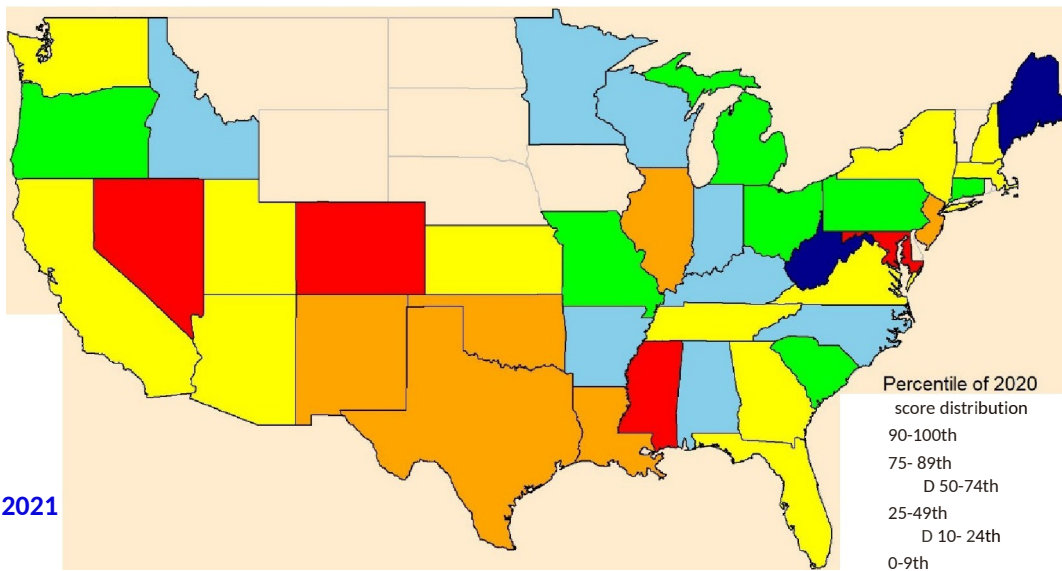 Percentile of 2020
score distribution
90-100th
75- 89th
D 50-74th
2021
25-49th
D 10- 24th
0-9th